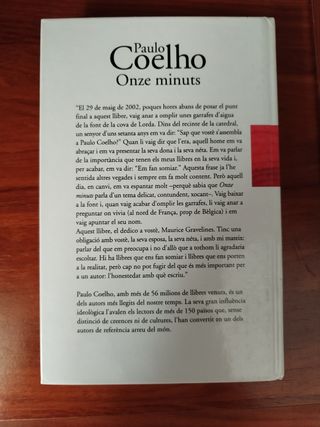 Paulo
Coelho
Onze minuts
"El 29 de maig de 2002, poques hores abans de posar el punt
final a aquest llibre, vaig anar a omplir unes garrafes d'aigua
de la font de la cova de Lorda. Dins del recinte de la catedral,
un senyor d'uns setanta anys em va dir: "Sap que vostè s'assembla
a Paulo Coelho?" Quan li vaig dir que l'era, aquell home em va
abraçar i em va presentar la seva dona i la seva néta. Em va parlar
de la importància que tenen els meus llibres en la seva vida i,
per acabar, em va dir: "Em fan somiar." Aquesta frase ja l'he
sentida altres vegades i sempre em fa molt content. Però aquell
dia, en canvi, em va espantar molt –perquè sabia que Onze
minuts parla d'un tema delicat, contundent, xocant–. Vaig baixar
a la font i, quan vaig acabar d'omplir les garrafes, li vaig anar a
preguntar on vivia (al nord de França, prop de Bèlgica) i em
vaig apuntar el seu nom.
Aquest llibre, el dedico a vostè, Maurice Gravelines. Tinc una
obligació amb vostè, la seva esposa, la seva néta, i amb mi mateix:
parlar del que em preocupa i no d'allò que a tothom li agradaria
escoltar. Hi ha llibres que ens fan somiar i llibres que ens porten
a la realitat, però cap no pot fugir del que és més important per
a un autor: l'honestedat amb què escriu."
Paulo Coelho, amb més de 56 milions de llibres venuts, és un
dels autors més llegits del nostre temps. La seva gran influència
ideològica l'avalen els lectors de més de 150 països que, sense
distinció de creences ni de cultures, l'han convertit en un dels
autors de referència arreu del món.